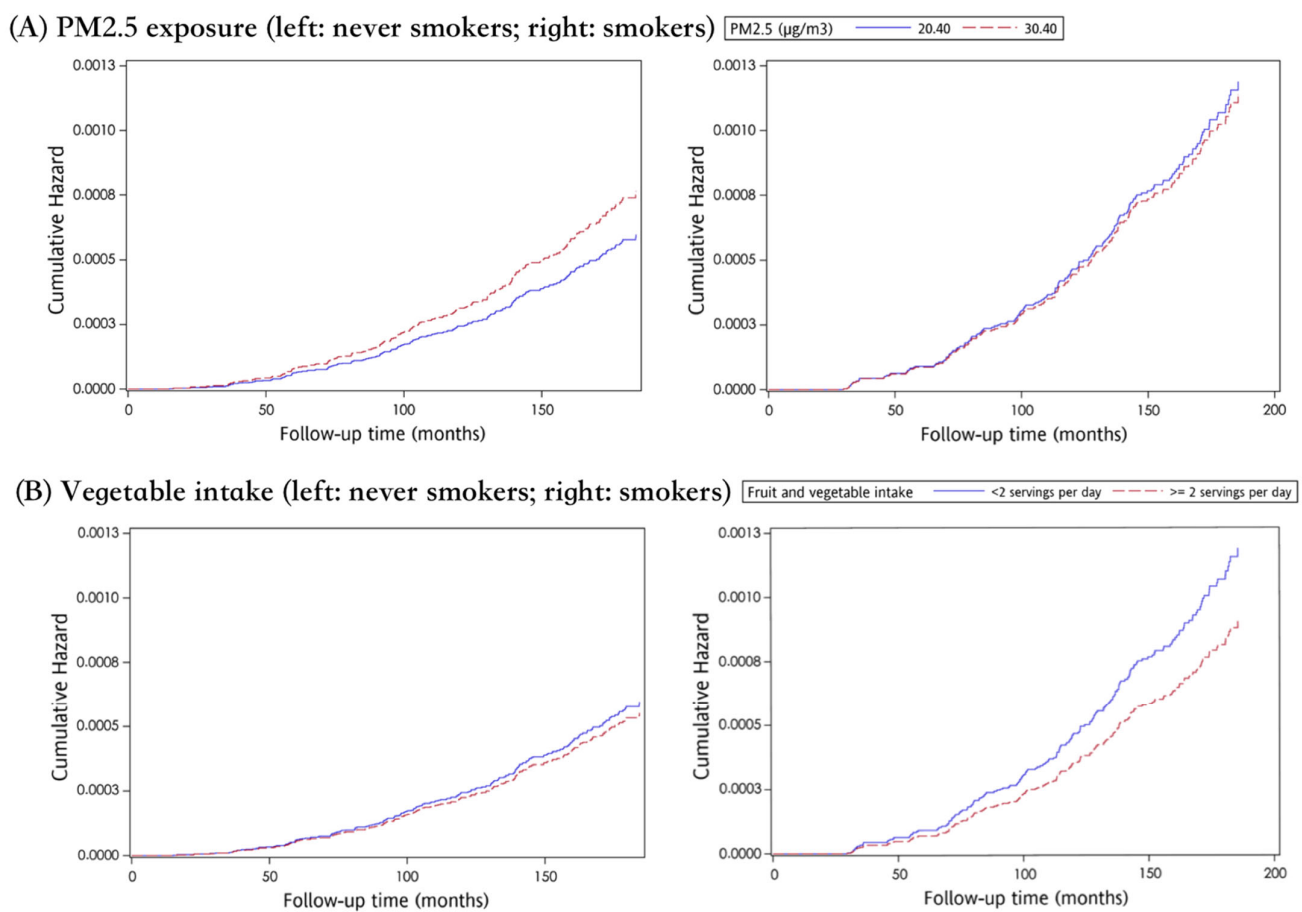 (A) PM2.5 exposure (left: never smokers; right: smokers)
PM2.5 (µg/m3) 20.40 30.40
0.0013
0.0010
0.0008
0.0005
0.0003
0.0000
Cumulative Hazard
0 50 100 150
Follow-up time (months)
0.0013
0.0010
0.0008
0.0005
0.0003
0.0000
Cumulative Hazard
0 50 100 150 200
Follow-up time (months)
(B) Vegetable intake (left: never smokers; right: smokers)
Fruit and vegetable intake <2 servings per day >= 2 servings per day
0.0013
0.0010
0.0008
0.0005
0.0003
0.0000
Cumulative Hazard
0 50 100 150
Follow-up time (months)
0.0013
0.0010
0.0008
0.0005
0.0003
0.0000
Cumulative Hazard
0 50 100 150 200
Follow-up time (months)